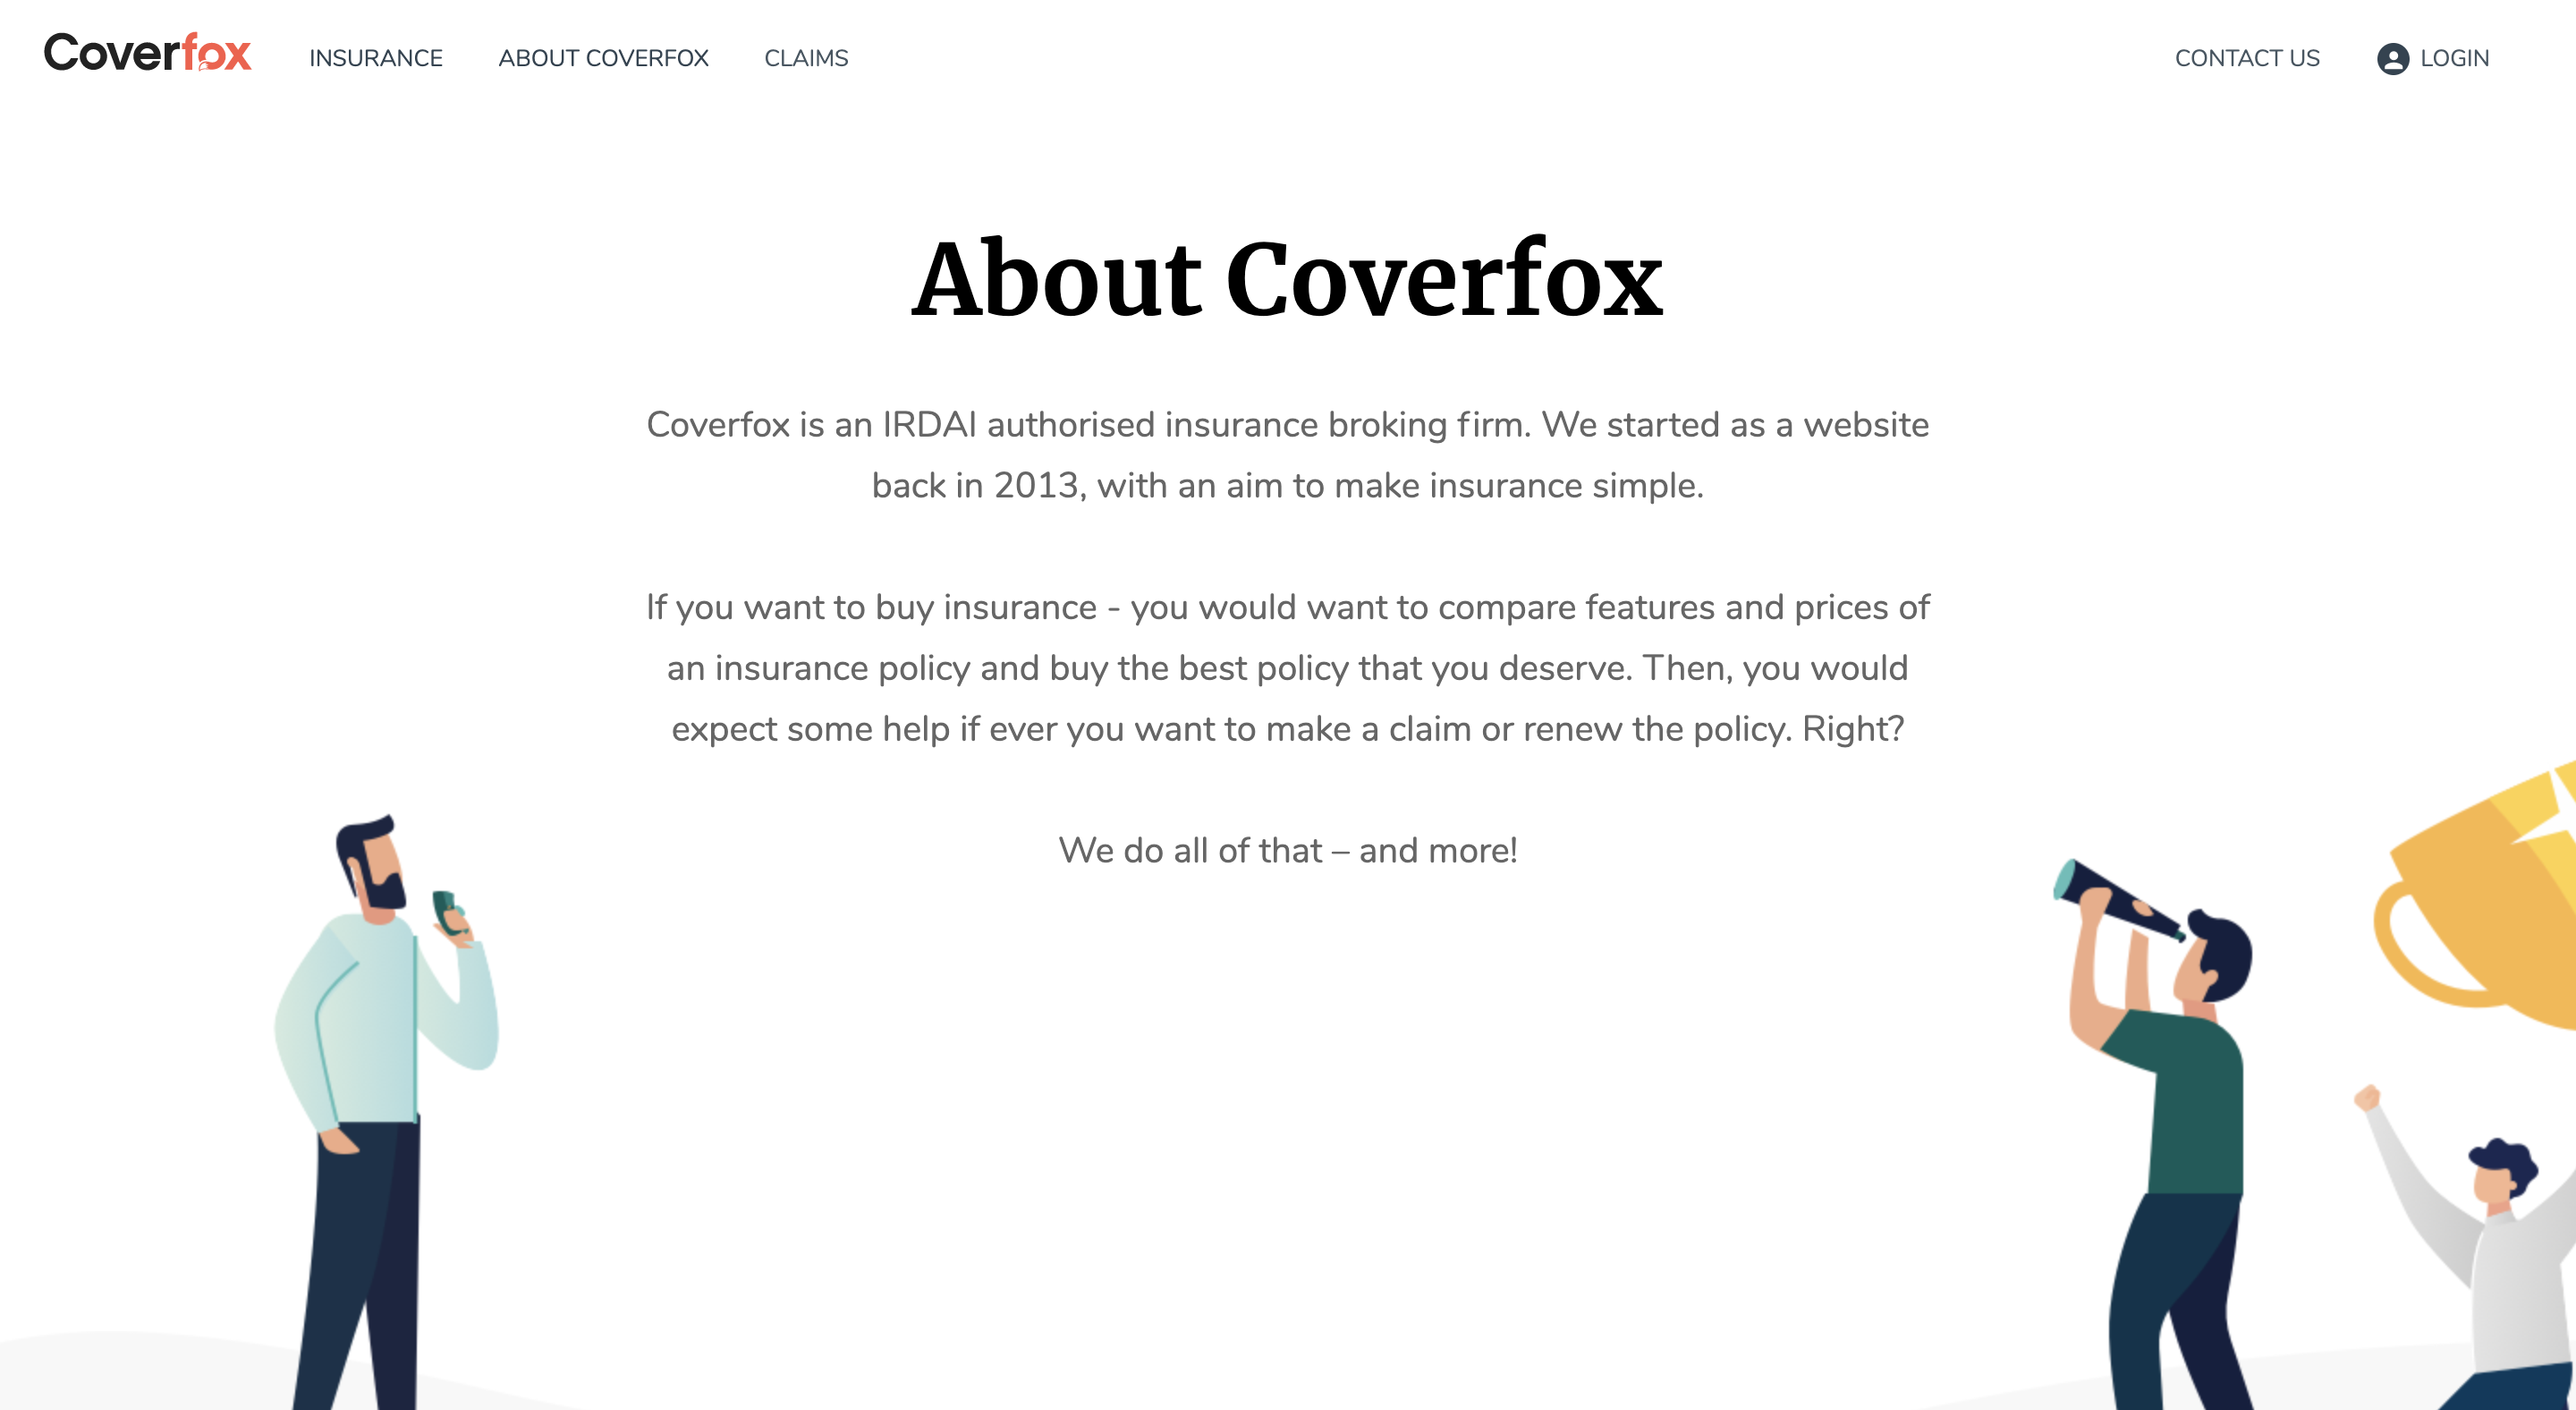 Coverfox INSURANCE ABOUT COVERFOX CLAIMS CONTACT US LOGIN
About Coverfox
Coverfox is an IRDAI authorised insurance broking firm. We started as a website
back in 2013, with an aim to make insurance simple.
If you want to buy insurance - you would want to compare features and prices of
an insurance policy and buy the best policy that you deserve. Then, you would
expect some help if ever you want to make a claim or renew the policy. Right?
We do all of that – and more!